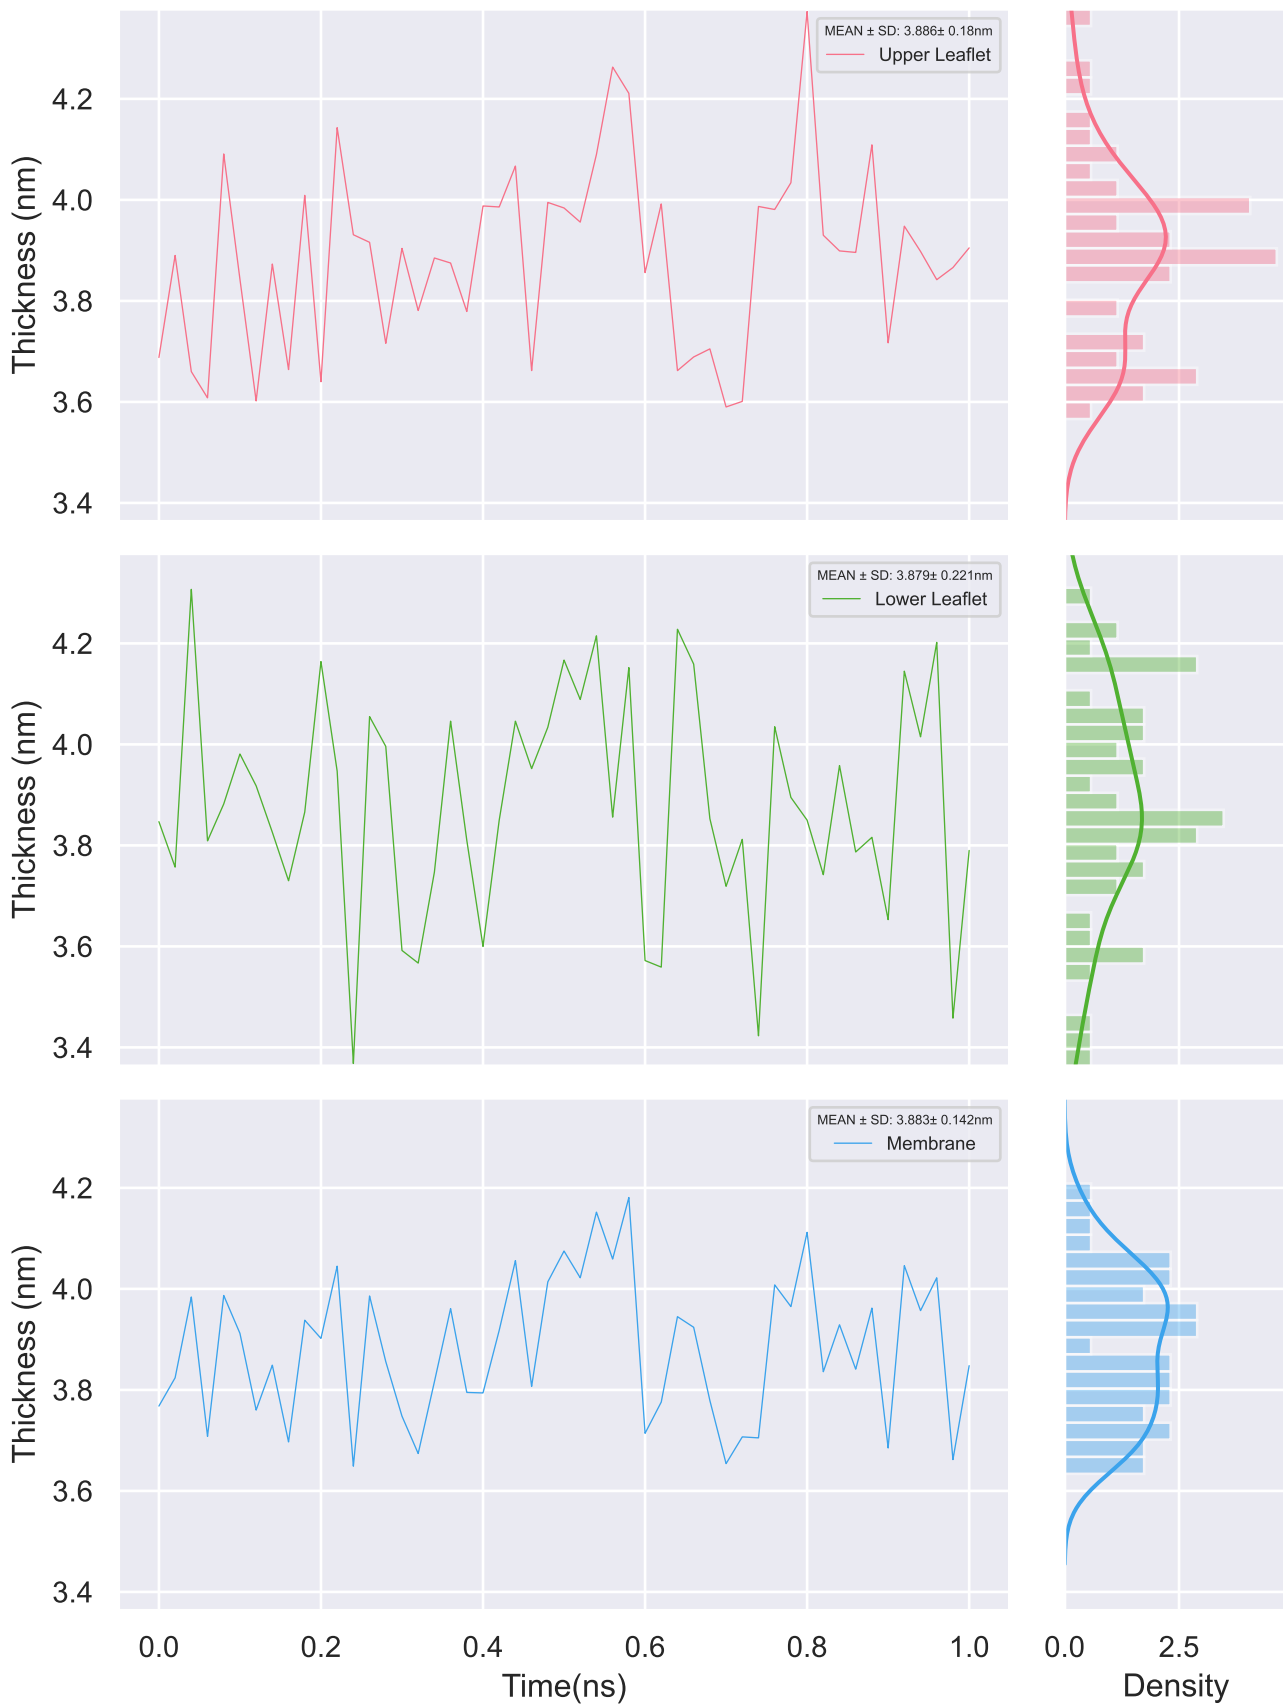 MEAN ± SD: 3.886± 0.18nm
Upper Leaflet
4.2
4.0
3.8
3.6
3.4
Thickness (nm)
MEAN ± SD: 3.879± 0.221nm
Lower Leaflet
4.2
4.0
3.8
3.6
3.4
Thickness (nm)
MEAN ± SD: 3.883± 0.142nm
Membrane
4.2
4.0
3.8
3.6
3.4
Thickness (nm)
0.0 0.2 0.4 0.6 0.8 1.0
Time(ns)
0.0 2.5
Density